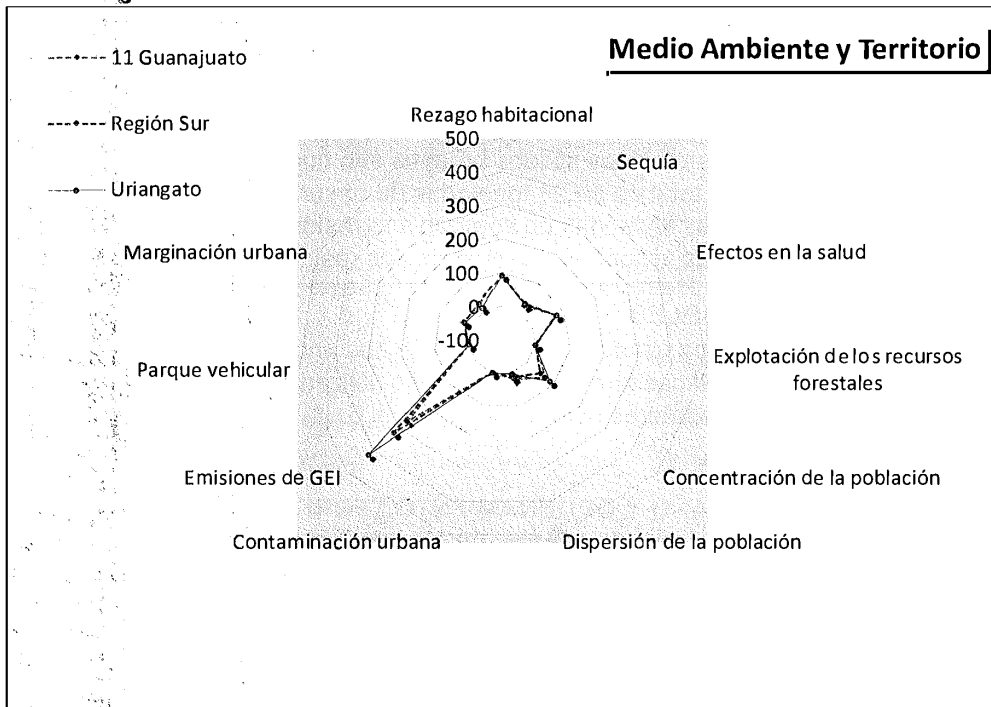 Medio Ambiente y Territorio
11 Guanajuato
Región Sur
Uriangato
Rezago habitacional
500
400
300
200
100
0
-100
Sequía
Efectos en la salud
Explotación de los recursos
forestales
Concentración de la población
Dispersión de la población
Contaminación urbana
Emisiones de GEI
Parque vehicular
Marginación urbana